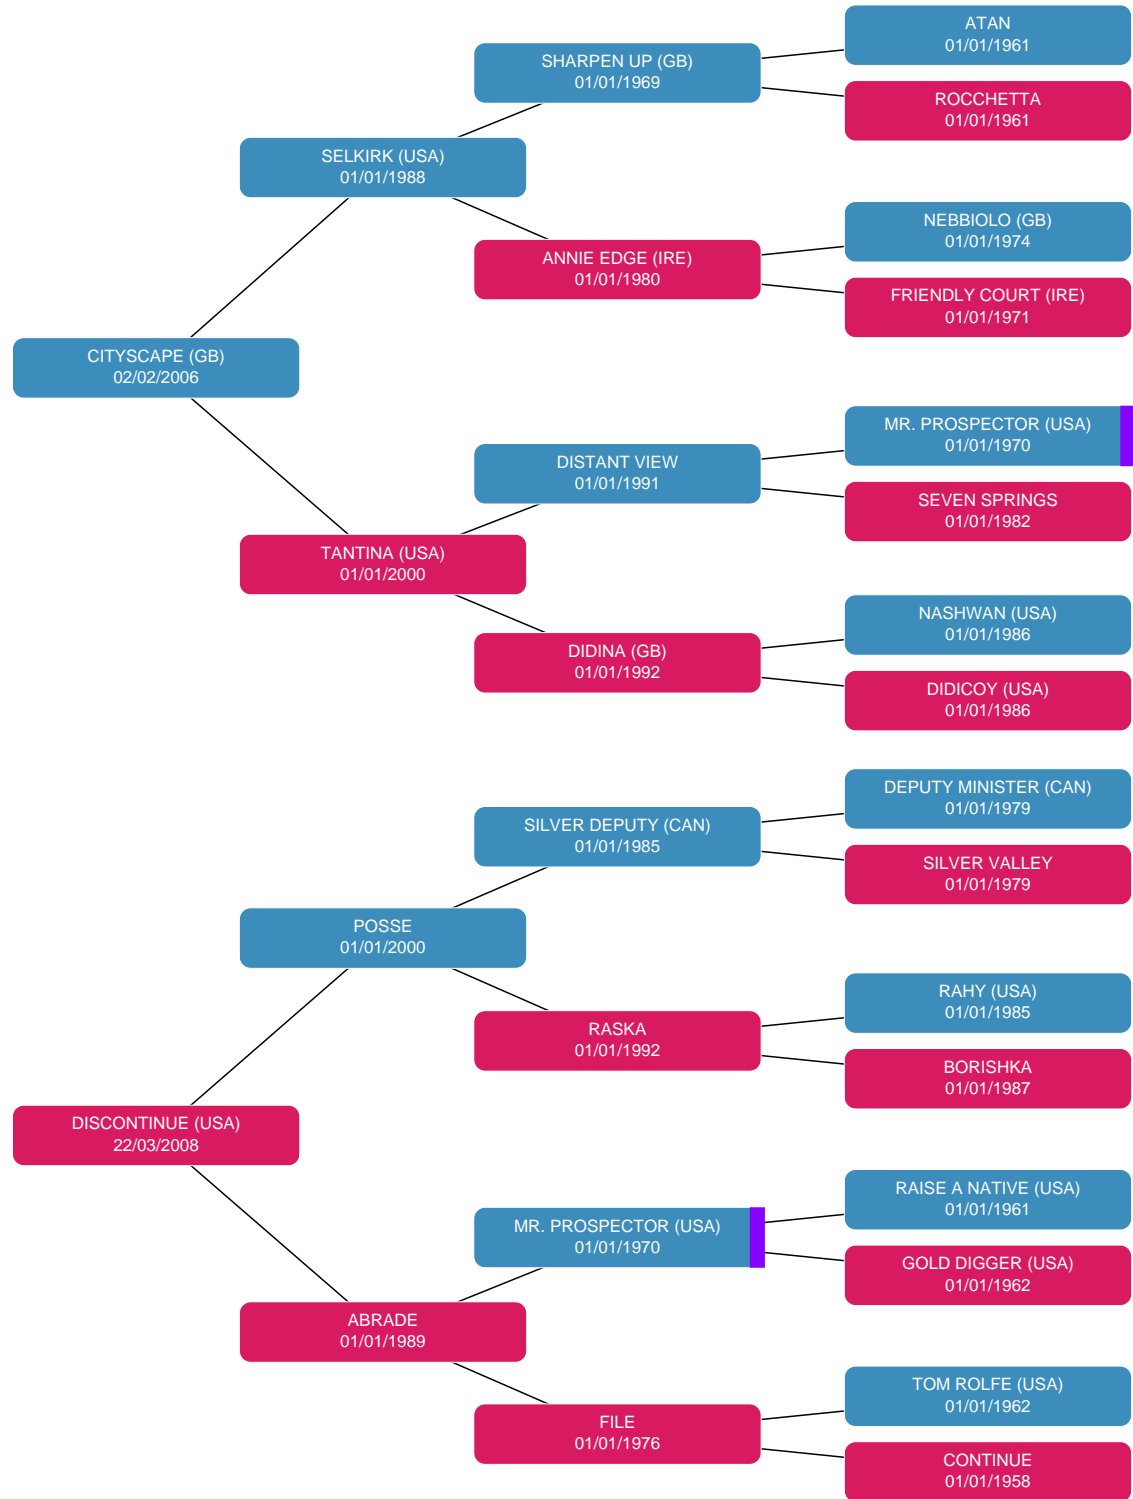 ATAN
01/01/1961
SHARPEN UP (GB)
01/01/1969
ROCCHETTA
01/01/1961
SELKIRK (USA)
01/01/1988
NEBBIOLO (GB)
01/01/1974
ANNIE EDGE (IRE)
01/01/1980
FRIENDLY COURT (IRE)
01/01/1971
CITYSCAPE (GB)
02/02/2006
MR. PROSPECTOR (USA)
01/01/1970
DISTANT VIEW
01/01/1991
SEVEN SPRINGS
01/01/1982
TANTINA (USA)
01/01/2000
NASHWAN (USA)
01/01/1986
DIDINA (GB)
01/01/1992
DIDICOY (USA)
01/01/1986
DEPUTY MINISTER (CAN)
01/01/1979
SILVER DEPUTY (CAN)
01/01/1985
SILVER VALLEY
01/01/1979
POSSE
01/01/2000
RAHY (USA)
01/01/1985
RASKA
01/01/1992
BORISHKA
01/01/1987
DISCONTINUE (USA)
22/03/2008
RAISE A NATIVE (USA)
01/01/1961
MR. PROSPECTOR (USA)
01/01/1970
GOLD DIGGER (USA)
01/01/1962
ABRADE
01/01/1989
TOM ROLFE (USA)
01/01/1962
FILE
01/01/1976
CONTINUE
01/01/1958